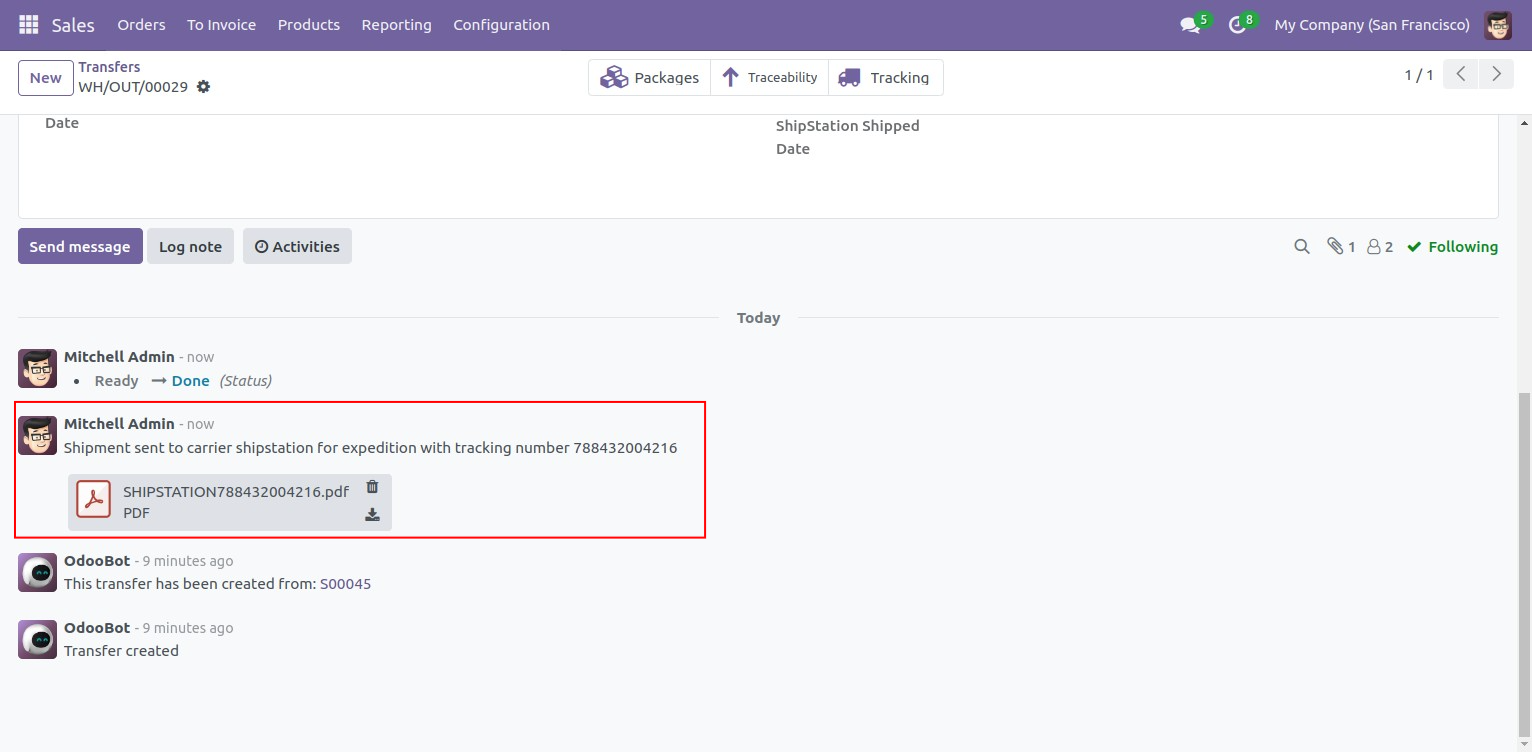 Sales Orders To Invoice Products Reporting Configuration 5 8 My Company (San Francisco)
New Transfers Packages Traceability Tracking 1 / 1
WH/OUT/00029
Date ShipStation Shipped
Date
Send message Log note Activities 1 2 Following
Today
Mitchell Admin - now
• Ready → Done (Status)
Mitchell Admin - now
Shipment sent to carrier shipstation for expedition with tracking number 788432004216
SHIPSTATION788432004216.pdf
PDF
OdooBot - 9 minutes ago
This transfer has been created from: S00045
OdooBot - 9 minutes ago
Transfer created